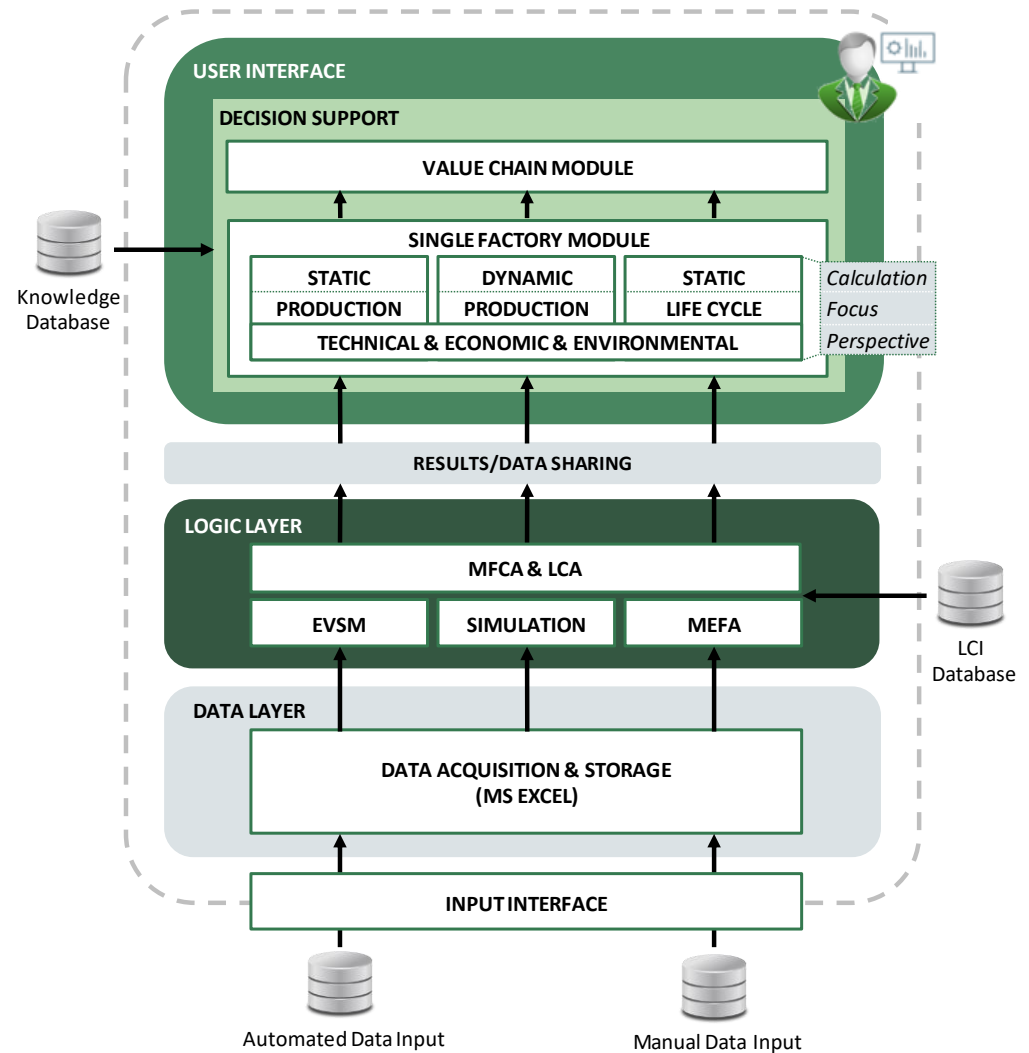 USER INTERFACE
DECISION SUPPORT
VALUE CHAIN MODULE
SINGLE FACTORY MODULE
STATIC
PRODUCTION
DYNAMIC
PRODUCTION
STATIC
LIFE CYCLE
TECHNICAL & ECONOMIC & ENVIRONMENTAL
Calculation
Focus
Perspective
Knowledge
Database
RESULTS/DATA SHARING
LOGIC LAYER
MFCA & LCA
EVSM
SIMULATION
MEFA
LCI
Database
DATA LAYER
DATA ACQUISITION & STORAGE
(MS EXCEL)
INPUT INTERFACE
Automated Data Input
Manual Data Input